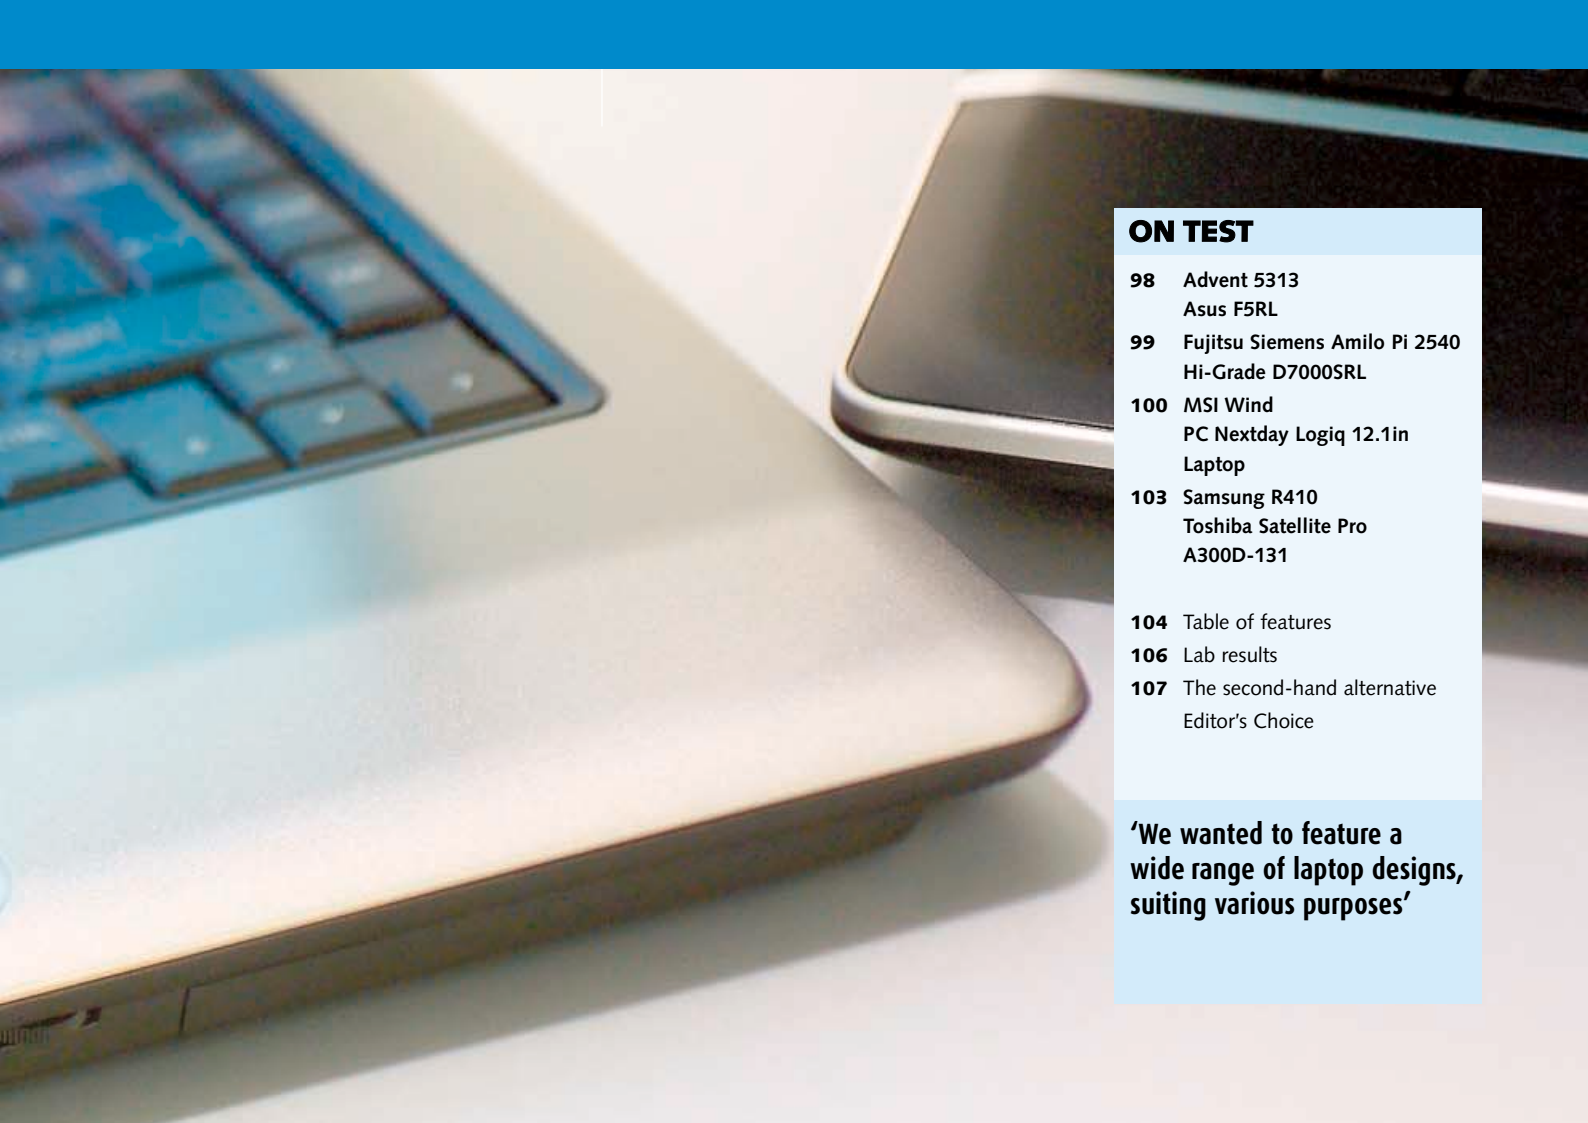 ON TEST
98 Advent 5313
Asus F5RL
99 Fujitsu Siemens Amilo Pi 2540
Hi-Grade D7000SRL
100 MSI Wind
PC Nextday Logiq 12.1in
Laptop
103 Samsung R410
Toshiba Satellite Pro
A300D-131
104 Table of features
106 Lab results
107 The second-hand alternative
Editor’s Choice
‘We wanted to feature a
wide range of laptop designs,
suiting various purposes’